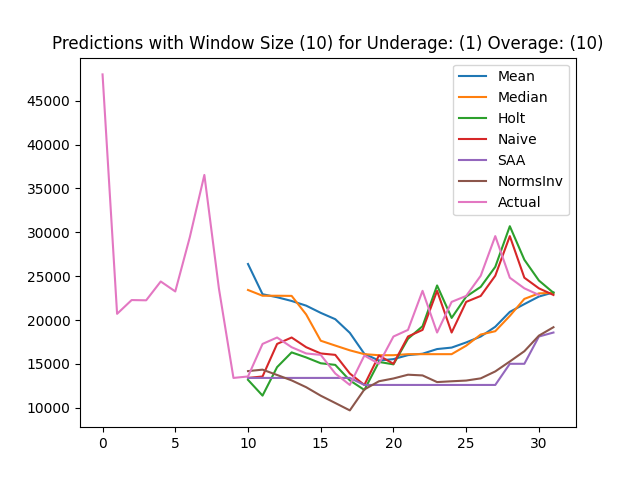 Predictions with Window Size (10) for Underage: (1) Overage: (10)
Mean
Median
Holt
Naive
SAA
NormsInv
Actual
45000
40000
35000
30000
25000
20000
15000
10000
0 5 10 15 20 25 30